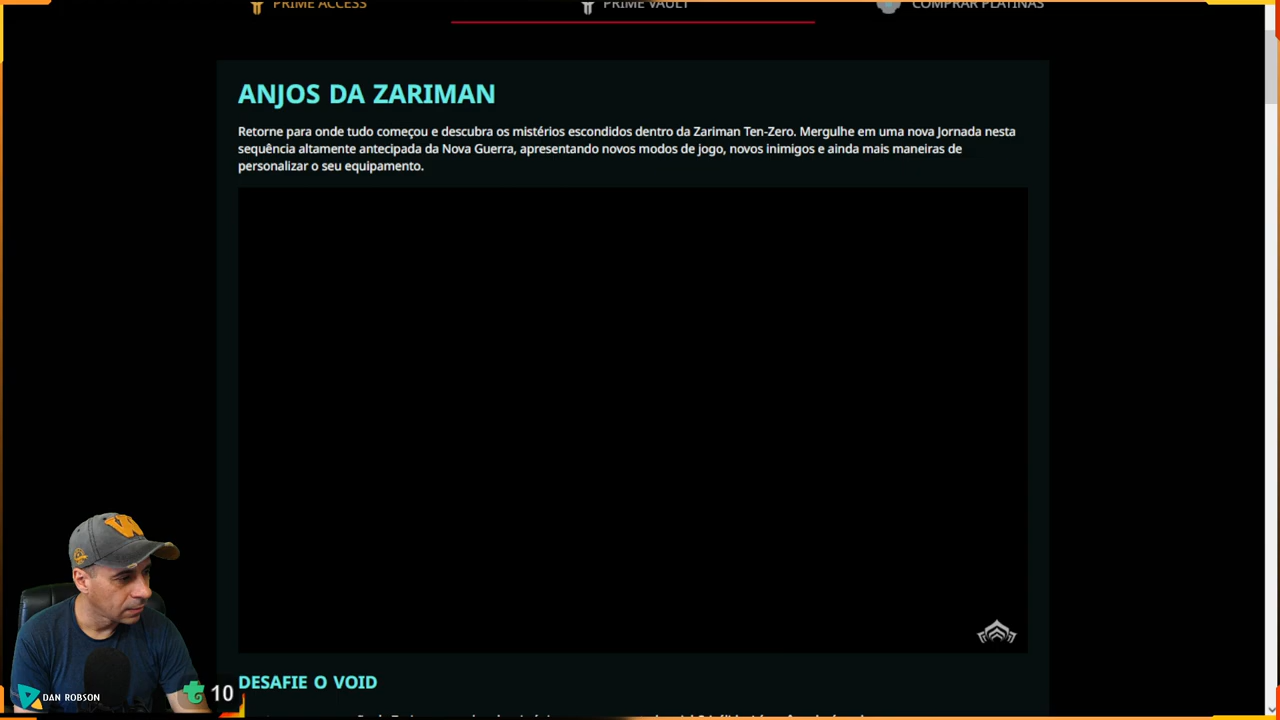 PRIME ACCESS
PRIME VAULT
COMPRAR PLATINAS
ANJOS DA ZARIMAN
Retorne para onde tudo começou e descubra os mistérios escondidos dentro da Zariman Ten-Zero. Mergulhe em uma nova Jornada nesta
sequência altamente antecipada da Nova Guerra, apresentando novos modos de jogo, novos inimigos e ainda mais maneiras de
personalizar o seu equipamento.
DESAFIE O VOID
W
DAN ROBSON
10